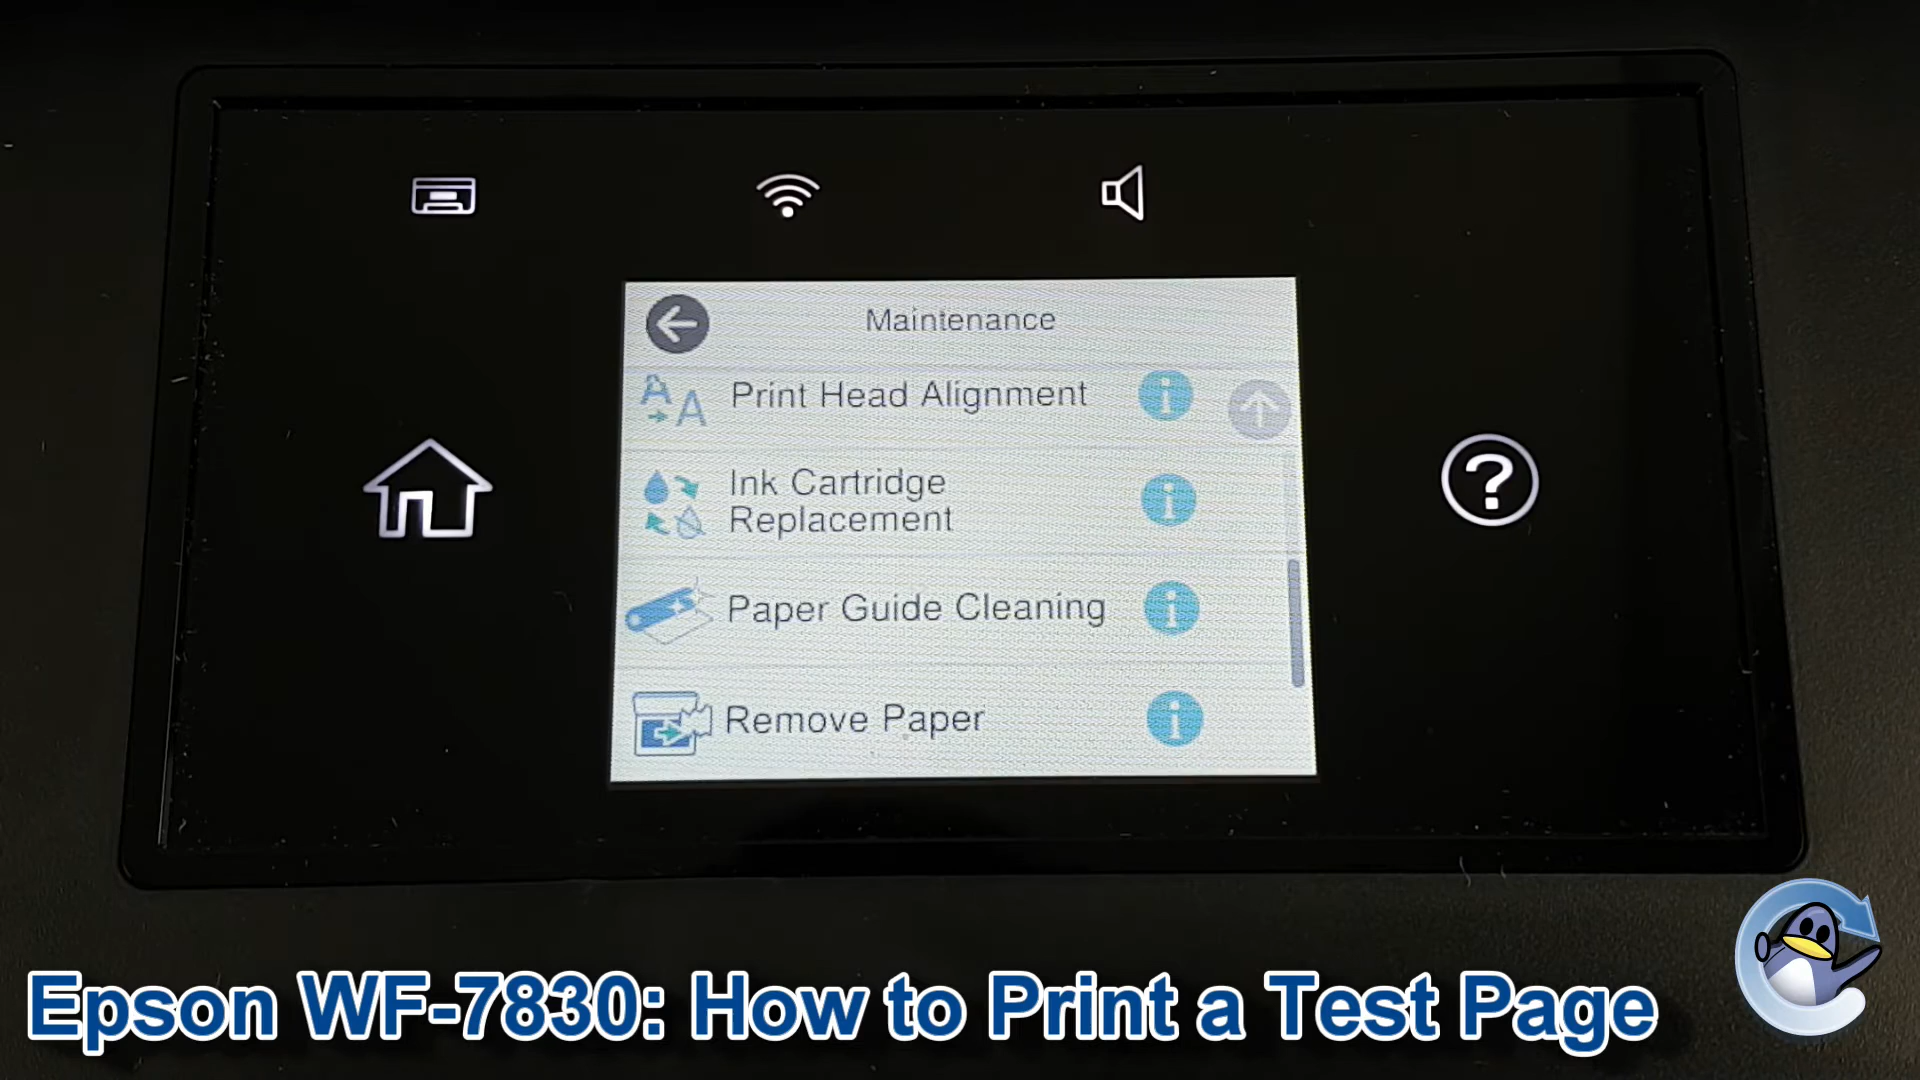 Maintenance
Print Head Alignment
Ink Cartridge
Replacement
Paper Guide Cleaning
Remove Paper
Epson WF-7830: How to Print a Test Page